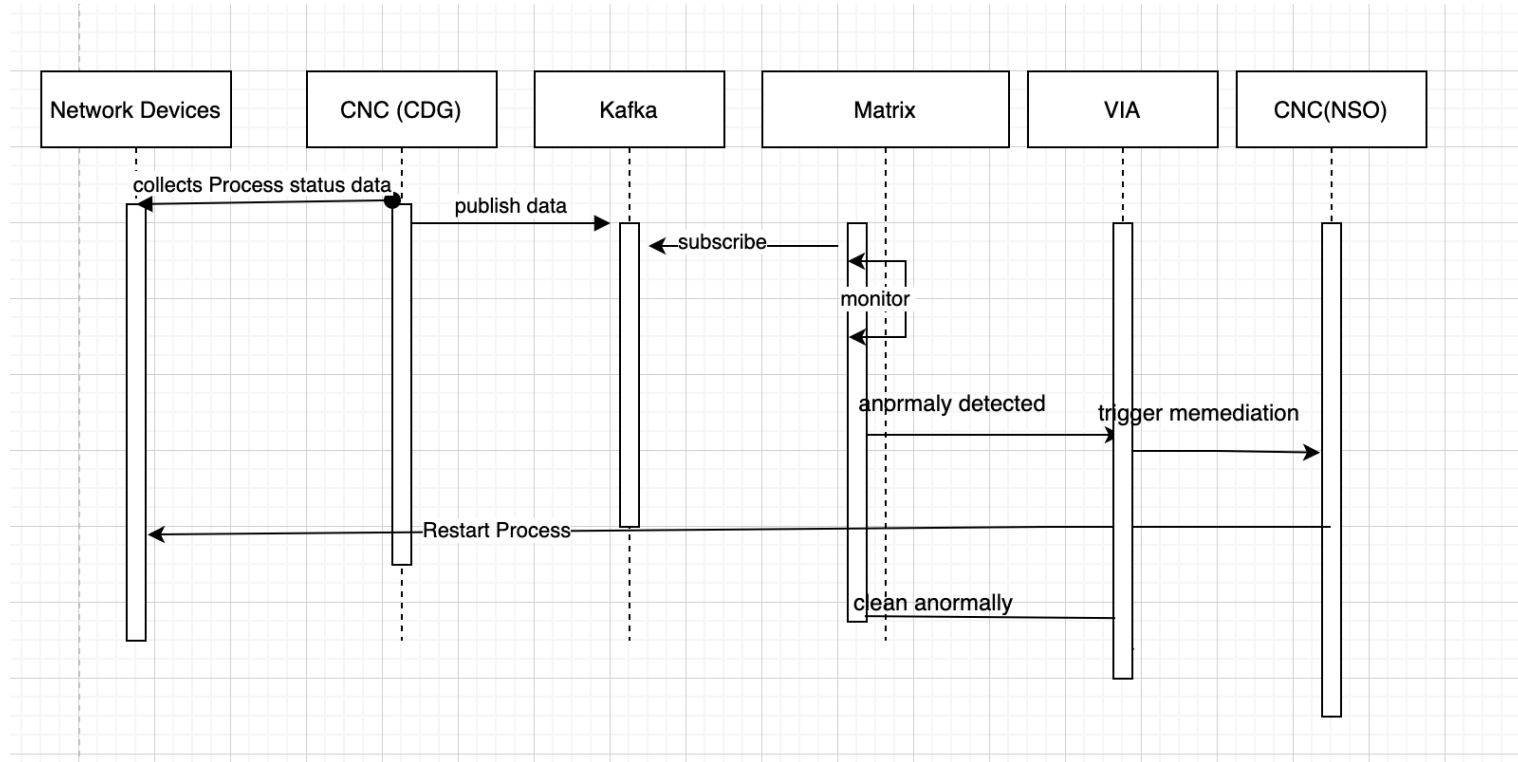 Network Devices
CNC (CDG)
Kafka
Matrix
VIA
CNC(NSO)
collects Process status data
publish data
subscribe
monitor
anprmaly detected
trigger memediation
Restart Process
clean anormally